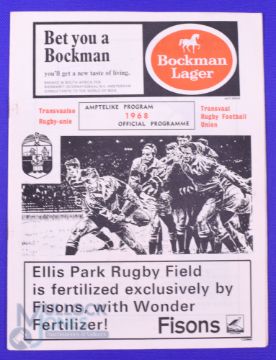 Bet you a
Bockman
you'll get a new taste of living.
Bockman
Lager
Transvaalse
Rugby-unie
AMPTELIKE PROGRAM
1968
OFFICIAL PROGRAMME
Transvaal
Rugby Football
Union
Ellis Park Rugby Field
is fertilized exclusively by
Fisons, with Wonder
Fertilizer!
Fisons